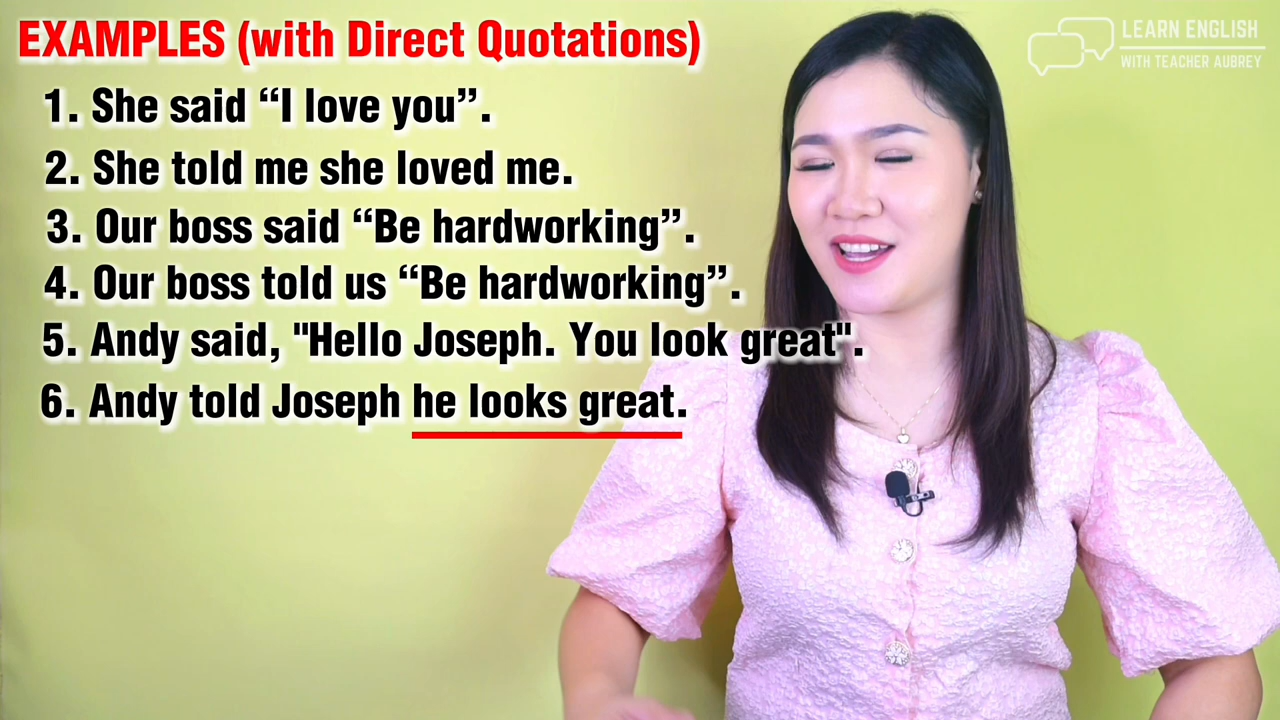 EXAMPLES (with Direct Quotations)
1. She said “I love you”.
2. She told me she loved me.
3. Our boss said “Be hardworking”.
4. Our boss told us “Be hardworking”.
5. Andy said, "Hello Joseph. You look great".
6. Andy told Joseph he looks great.
LEARN ENGLISH
WITH TEACHER AUBREY